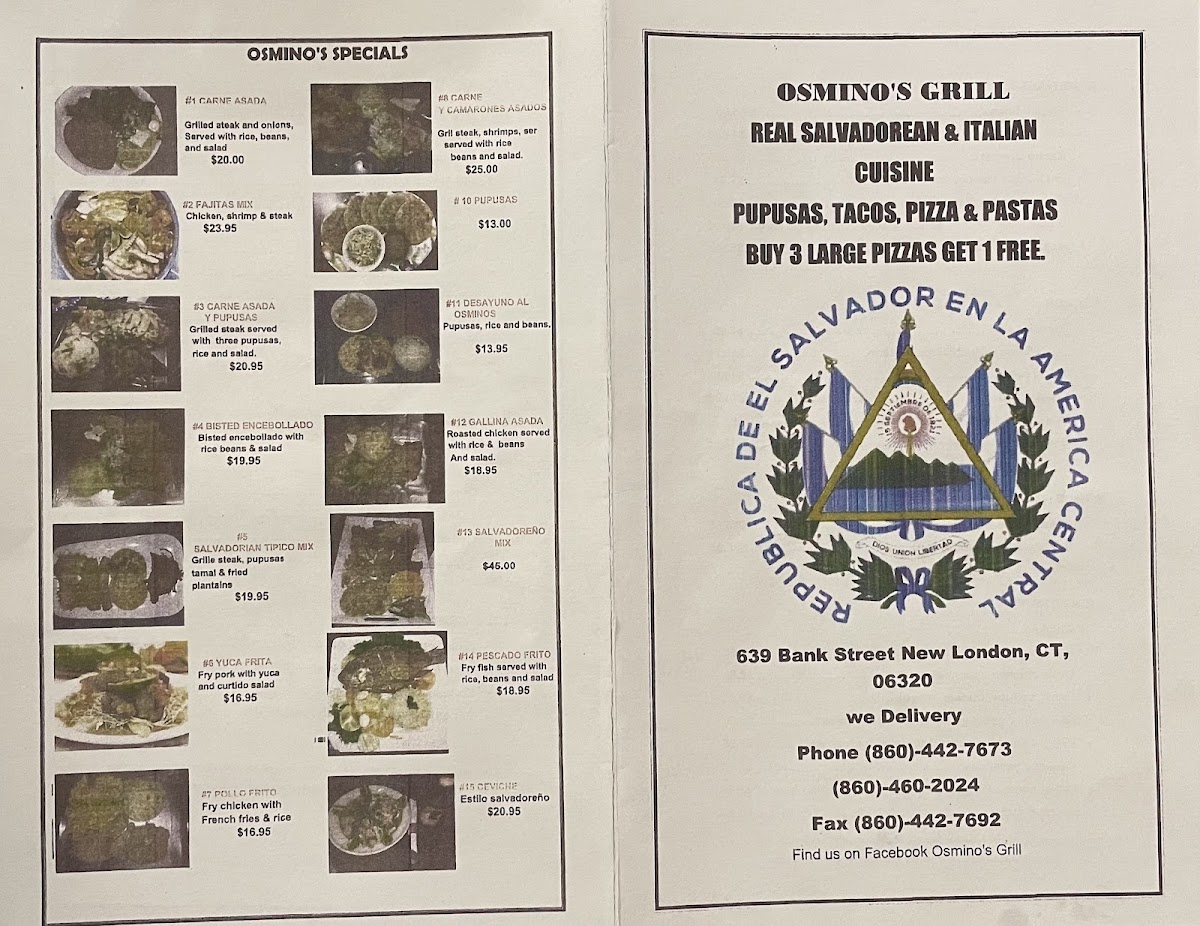 OSMINO'S SPECIALS
#1 CARNE ASADA
Grilled steak and onions,
Served with rice, beans,
and salad
$20.00
#2 FAJITAS MIX
Chicken, shrimp & steak
$23.95
#3 CARNE ASADA
Y PUPUSAS
Grilled steak served
with three pupusas,
rice and salad.
$20.95
#4 BISTED ENCEBOLLADO
Bisted encebollado with
rice beans & salad
$19.95
#5
SALVADORIAN TIPICO MIX
Grille steak, pupusas
tamal & fried
plantains
$19.95
#6 YUCA FRITA
Fry pork with yuca
and curtido salad
$16.95
#7 POLLO FRITO
Fry chicken with
French fries & rice
$16.95
#8 CARNE
Y CAMARONES ASADOS
Gril steak, shrimps, ser
served with rice
beans and salad.
$25.00
# 10 PUPUSAS
$13.00
#11 DESAYUNO AL
OSMINOS
Pupusas, rice and beans.
$13.95
#12 GALLINA ASADA
Roasted chicken served
with rice & beans
And salad.
$18.95
#13 SALVADOREÑO
MIX
$45.00
#14 PESCADO FRITO
Fry fish served with
rice, beans and salad
$18.95
#15 CEVICHE
Estilo salvadoreño
$20.95
OSMINO'S GRILL
REAL SALVADOREAN & ITALIAN
CUISINE
PUPUSAS, TACOS, PIZZA & PASTAS
BUY 3 LARGE PIZZAS GET 1 FREE.
REPUBLICA DE EL SALVADOR EN LA AMERICA CENTRAL
15 SEPTIEMBRE DE 1821
DIOS UNION LIBERTAD
639 Bank Street New London, CT,
06320
we Delivery
Phone (860)-442-7673
(860)-460-2024
Fax (860)-442-7692
Find us on Facebook Osmino's Grill